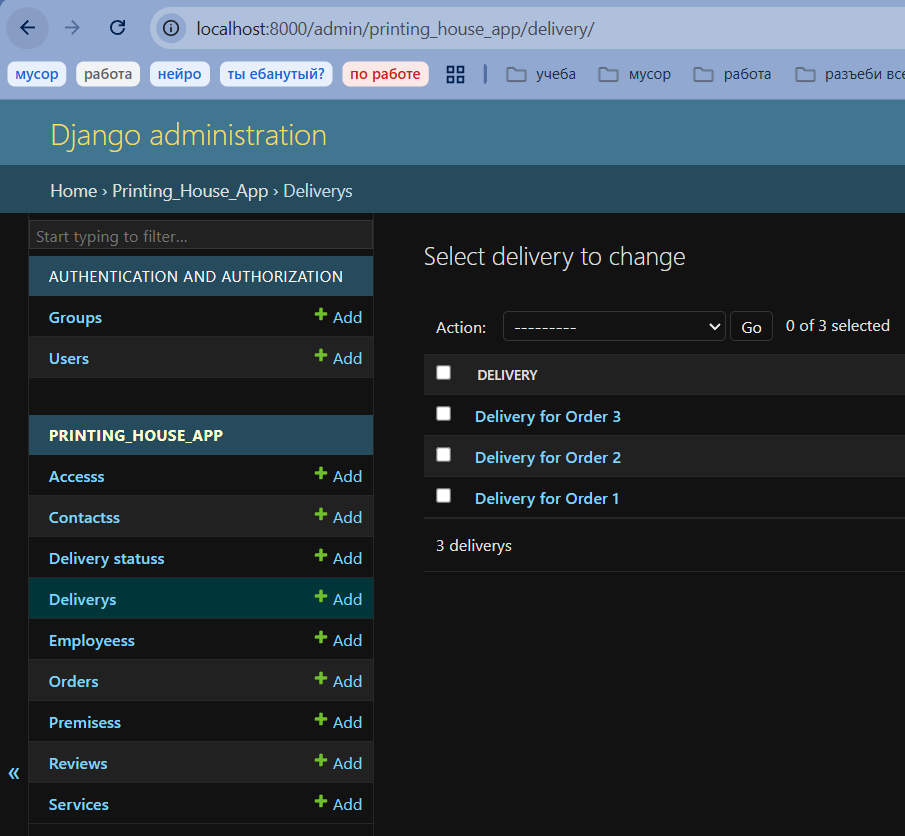 localhost:8000/admin/printing_house_app/delivery/
мусор работа нейро ты ебанутый? по работе учеба мусор работа разъеби все
Django administration
Home › Printing_House_App › Deliverys
Start typing to filter...
AUTHENTICATION AND AUTHORIZATION
Groups + Add
Users + Add
PRINTING_HOUSE_APP
Accesss + Add
Contactss + Add
Delivery statuss + Add
Deliverys + Add
Employeess + Add
Orders + Add
Premisess + Add
Reviews + Add
Services + Add
«
Select delivery to change
Action: --------- Go 0 of 3 selected
DELIVERY
Delivery for Order 3
Delivery for Order 2
Delivery for Order 1
3 deliverys